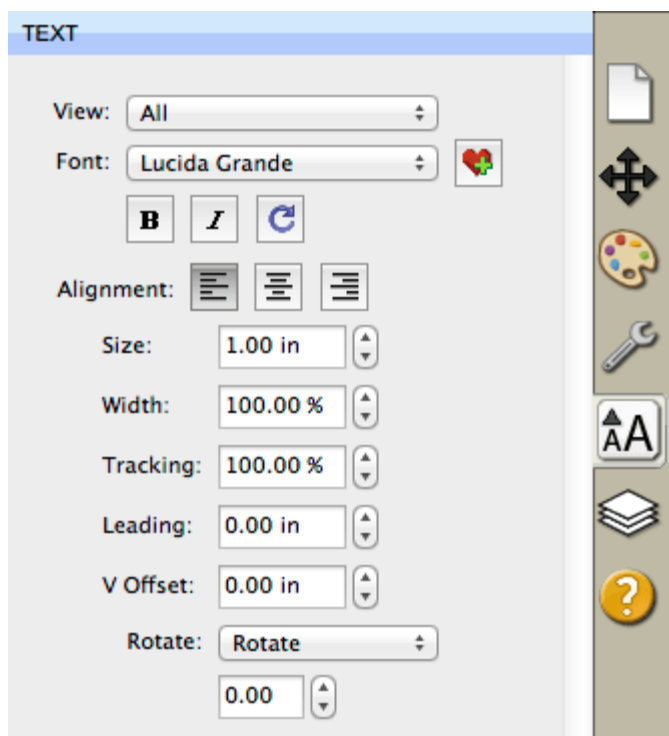 TEXT
View: All
Font: Lucida Grande
B I
Alignment:
Size: 1.00 in
Width: 100.00 %
Tracking: 100.00 %
Leading: 0.00 in
V Offset: 0.00 in
Rotate: Rotate
0.00
AA
?